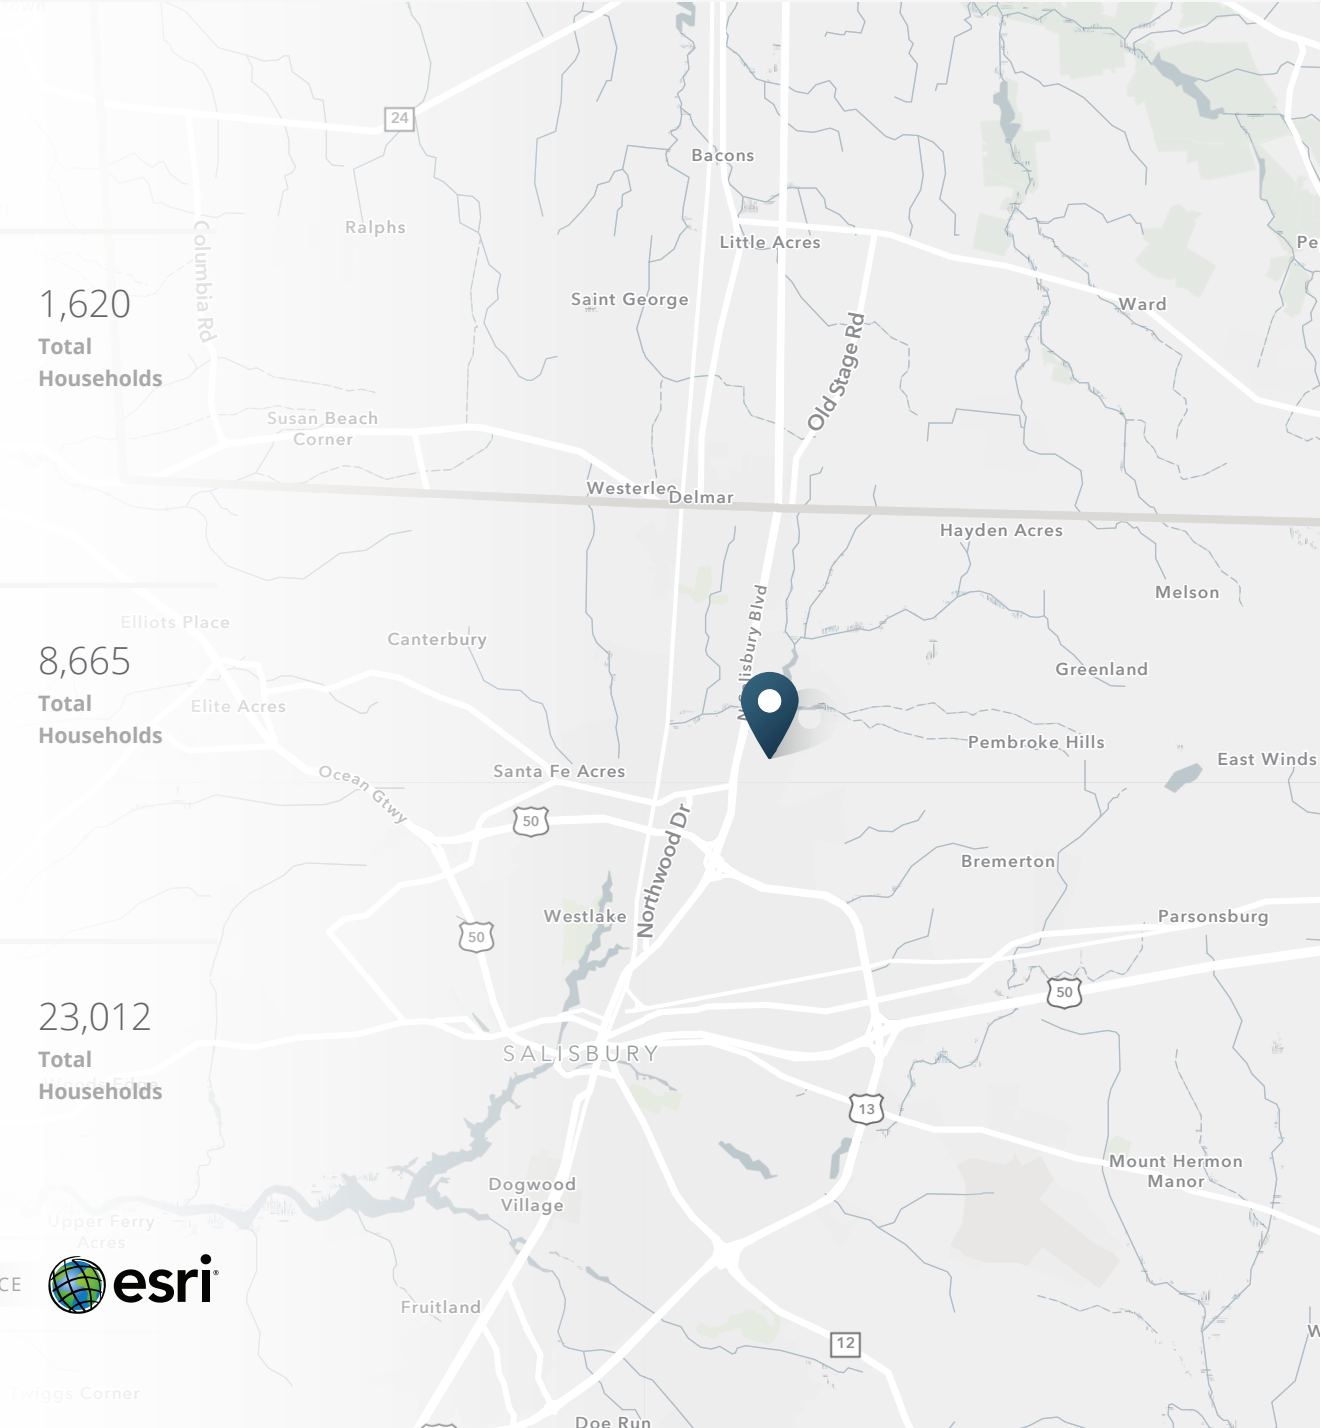 24
Bacons
Ralphs
Columbia Rd
Little Acres
Pe
Saint George
Ward
1,620
Total
Households
Old Stage Rd
Susan Beach
Corner
Westerlee
Delmar
Hayden Acres
Melson
Elliots Place
N Salisbury Blvd
Canterbury
8,665
Total
Households
Greenland
Elite Acres
Pembroke Hills
East Winds
Santa Fe Acres
Ocean Gtwy
50
Northwood Dr
Bremerton
Westlake
Parsonsburg
50
50
23,012
Total
Households
SALISBURY
13
Mount Hermon
Manor
Dogwood
Village
Upper Ferry
Acres
CE
esri®
Fruitland
12
W
Twiggs Corner
Doe Run